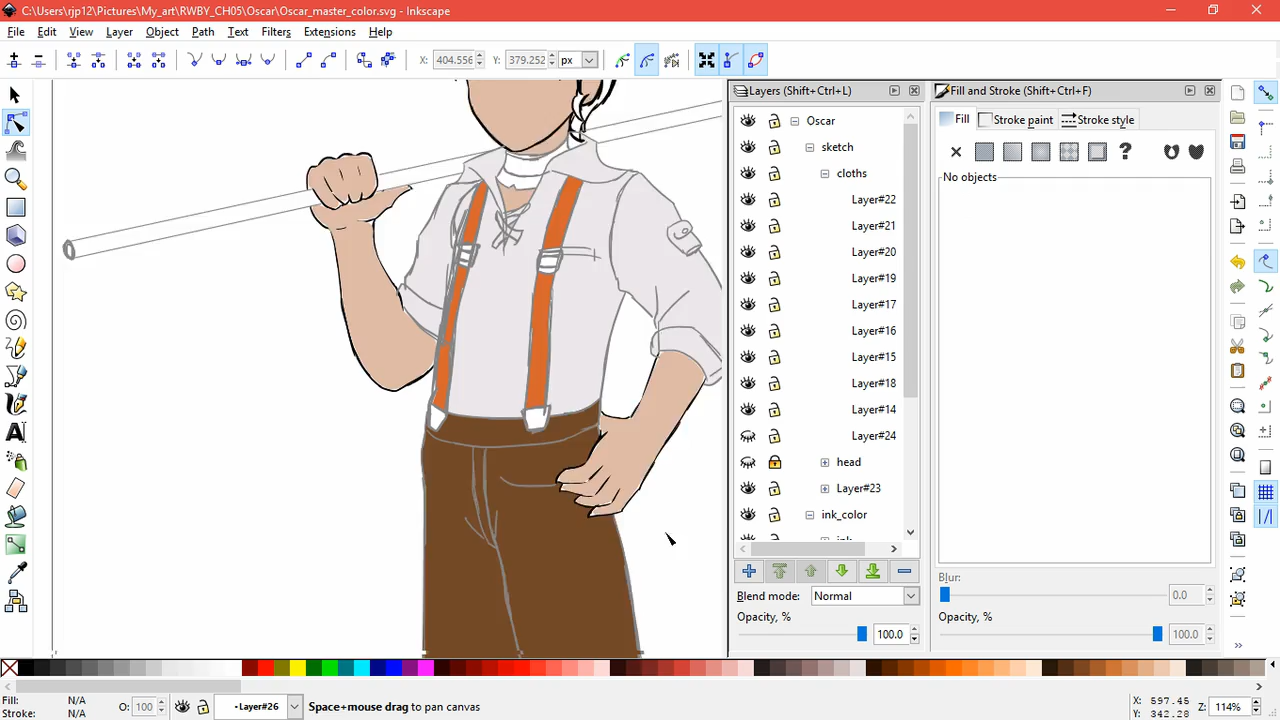 C:\Users\rjp12\Pictures\My_art\RWBY_CH05\Oscar\Oscar_master_color.svg - Inkscape
File Edit View Layer Object Path Text Filters Extensions Help
X: 404.556 Y: 379.252 px
Layers (Shift+Ctrl+L)
Fill and Stroke (Shift+Ctrl+F)
Oscar
Fill Stroke paint Stroke style
sketch
cloths
No objects
Layer#22
Layer#21
Layer#20
Layer#19
Layer#17
Layer#16
Layer#15
Layer#18
Layer#14
Layer#24
head
Layer#23
ink_color
ink
Blend mode: Normal
Opacity, %
100.0
Blur:
0.0
Opacity, %
100.0
Fill: N/A
Stroke: N/A
O: 100
•Layer#26
Space+mouse drag to pan canvas
X: 597.45
Y: 342.28
Z: 114%